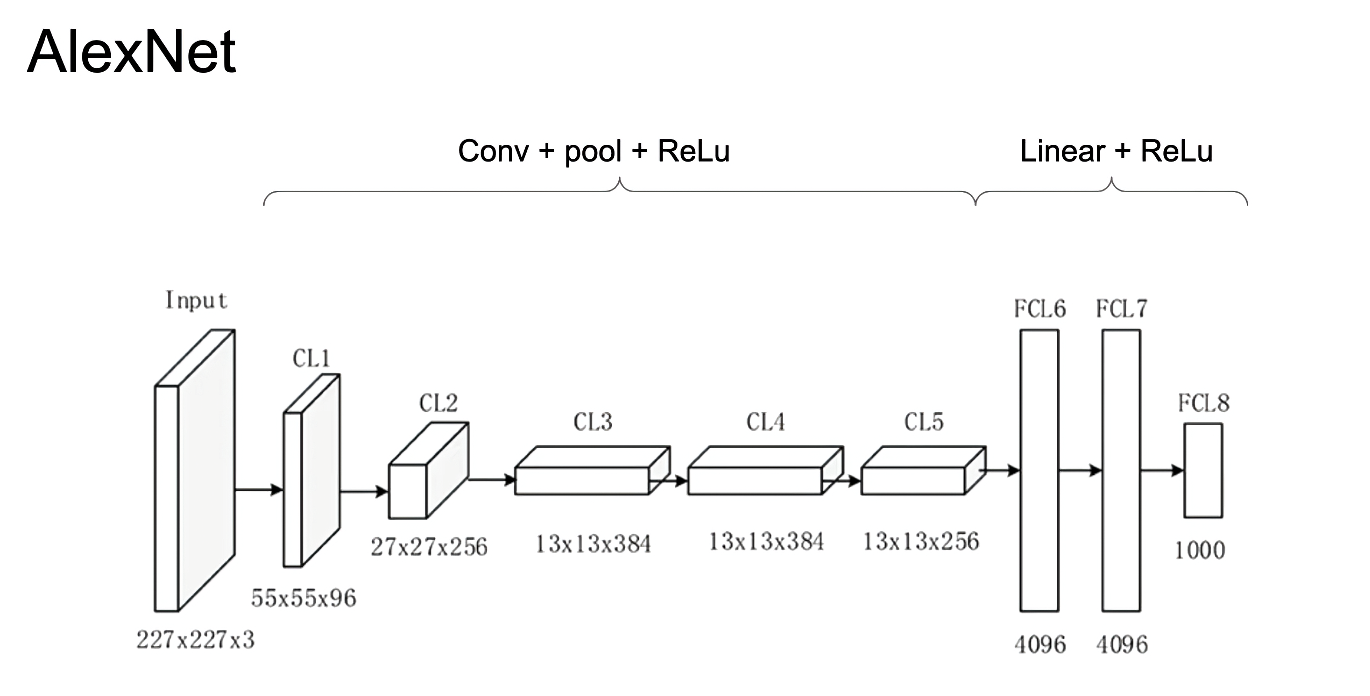 AlexNet
Conv + pool + ReLu
Linear + ReLu
Input
CL1
CL2
CL3
CL4
CL5
FCL6
FCL7
FCL8
227x227x3
55x55x96
27x27x256
13x13x384
13x13x384
13x13x256
4096
4096
1000